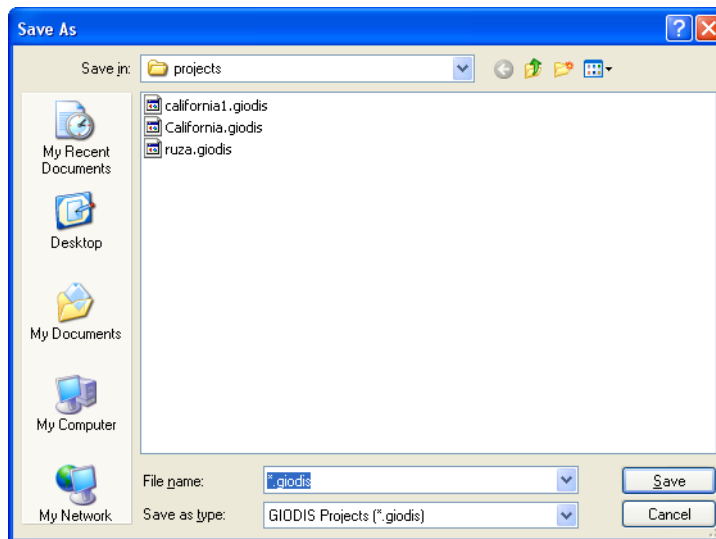 Save As
Save in: projects
california1.giodis
California.giodis
ruza.giodis
My Recent
Documents
Desktop
My Documents
My Computer
My Network
File name: *.giodis
Save
Save as type: GIODIS Projects (*.giodis)
Cancel